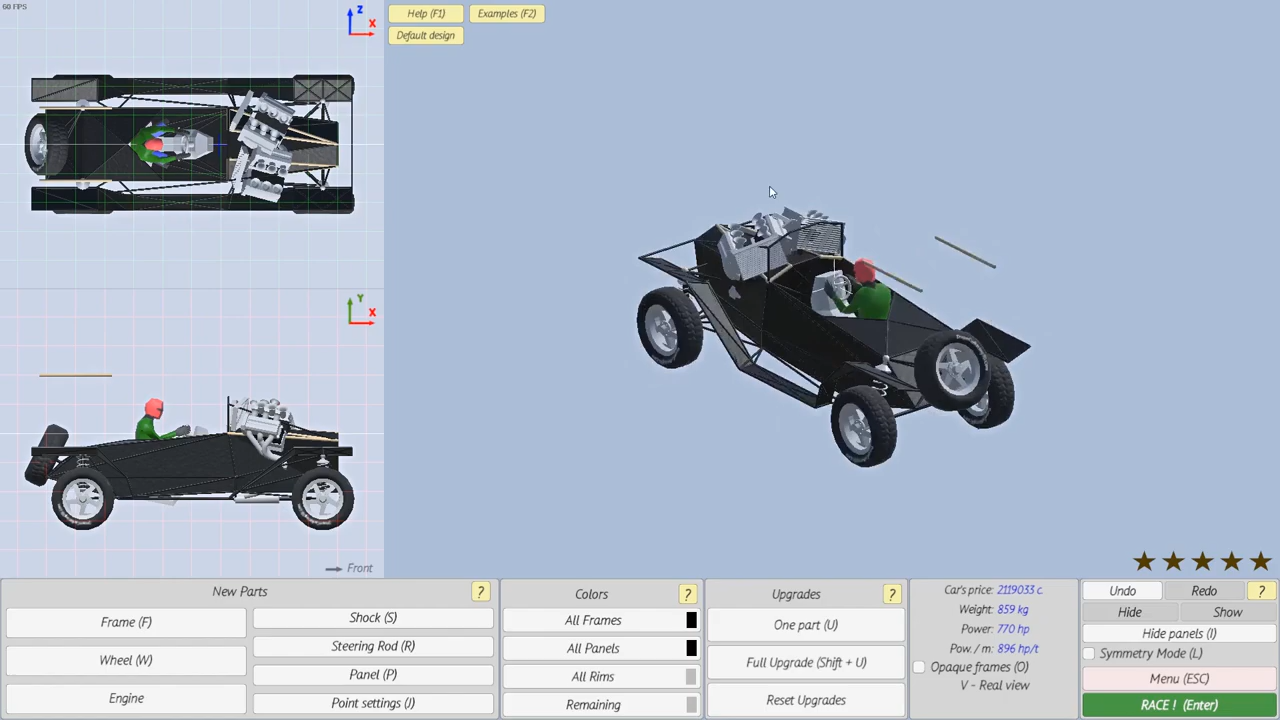 60 FPS
Z
X
Help (F1)
Examples (F2)
Default design
Y
X
Front
New Parts
?
Frame (F)
Shock (S)
Wheel (W)
Steering Rod (R)
Engine
Panel (P)
Point settings (J)
Colors
?
All Frames
All Panels
All Rims
Remaining
Upgrades
?
One part (U)
Full Upgrade (Shift + U)
Reset Upgrades
Car's price: 2119033 c.
Weight: 859 kg
Power: 770 hp
Pow. / m: 896 hp/t
Opaque frames (O)
V - Real view
Undo
Redo
?
Hide
Show
Hide panels (I)
Symmetry Mode (L)
Menu (ESC)
RACE ! (Enter)